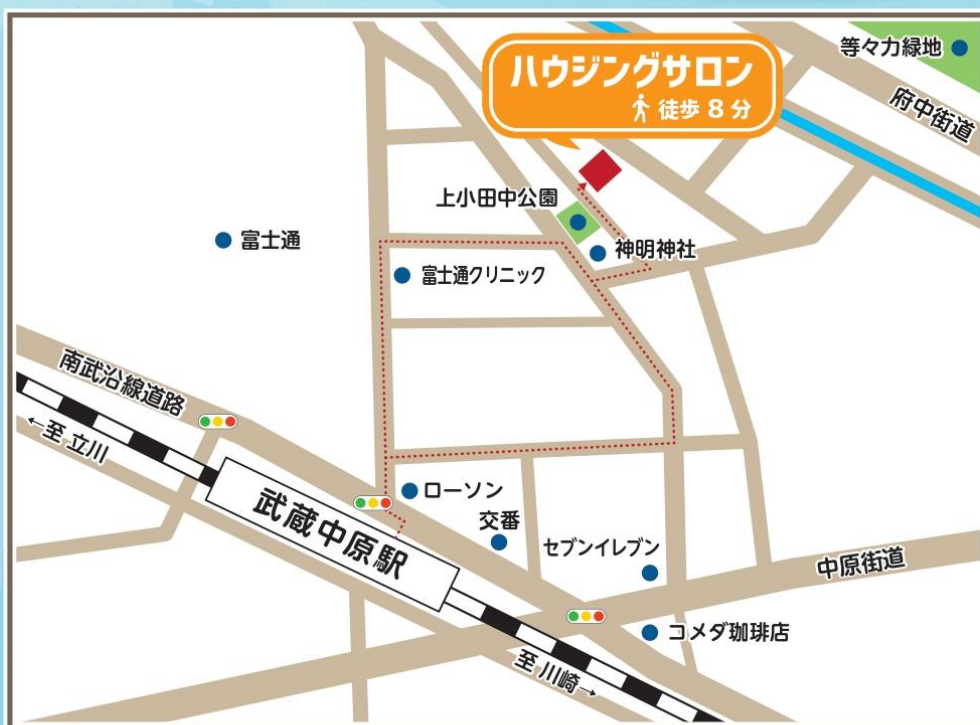 等々力緑地
ハウジングサロン
徒歩 8 分
府中街道
上小田中公園
富士通
神明神社
富士通クリニック
南武沿線道路
←至 立川
ローソン
武蔵中原駅
交番
セブンイレブン
中原街道
コメダ珈琲店
至 川崎→